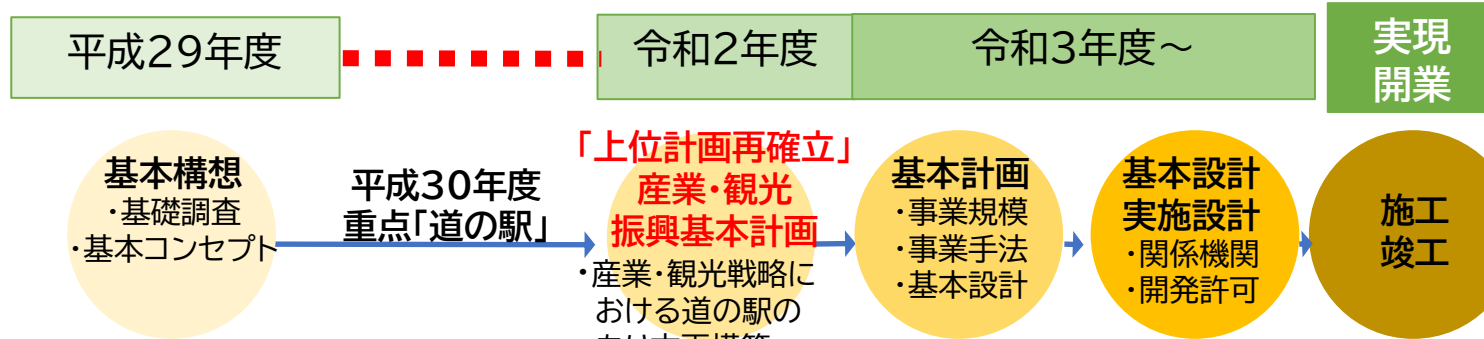 平成29年度
令和2年度
令和3年度～
実現
開業
基本構想
・基礎調査
・基本コンセプト
平成30年度
重点「道の駅」
「上位計画再確立」
産業・観光
振興基本計画
・産業・観光戦略に
おける道の駅の
基本計画
・事業規模
・事業手法
・基本設計
基本設計
実施設計
・関係機関
・開発許可
施工
竣工